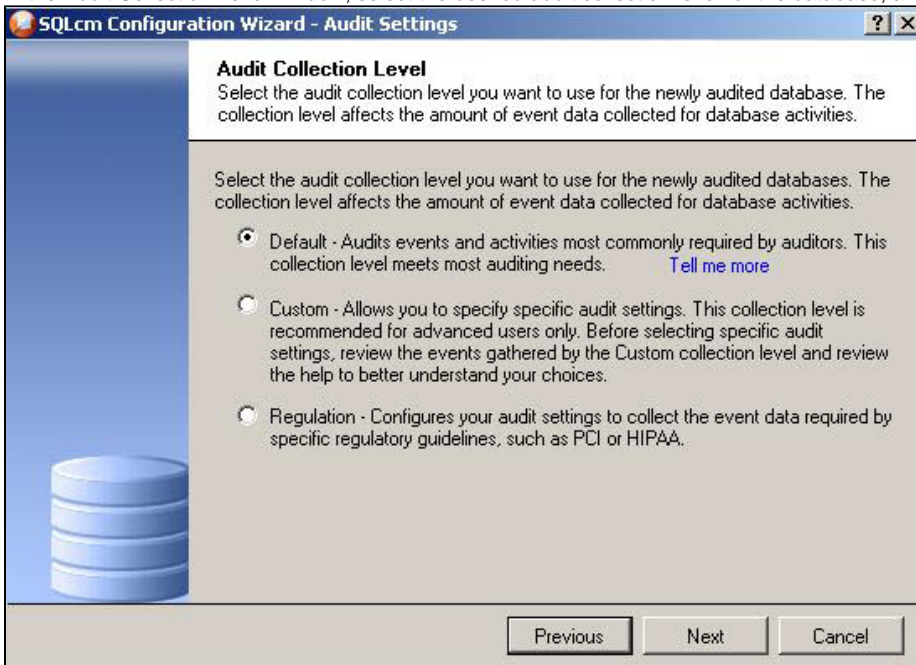 SQLcm Configuration Wizard - Audit Settings
Audit Collection Level
Select the audit collection level you want to use for the newly audited database. The
collection level affects the amount of event data collected for database activities.
Select the audit collection level you want to use for the newly audited databases. The
collection level affects the amount of event data collected for database activities.
Default - Audits events and activities most commonly required by auditors. This
collection level meets most auditing needs. Tell me more
Custom - Allows you to specify specific audit settings. This collection level is
recommended for advanced users only. Before selecting specific audit
settings, review the events gathered by the Custom collection level and review
the help to better understand your choices.
Regulation - Configures your audit settings to collect the event data required by
specific regulatory guidelines, such as PCI or HIPAA.
Previous Next Cancel